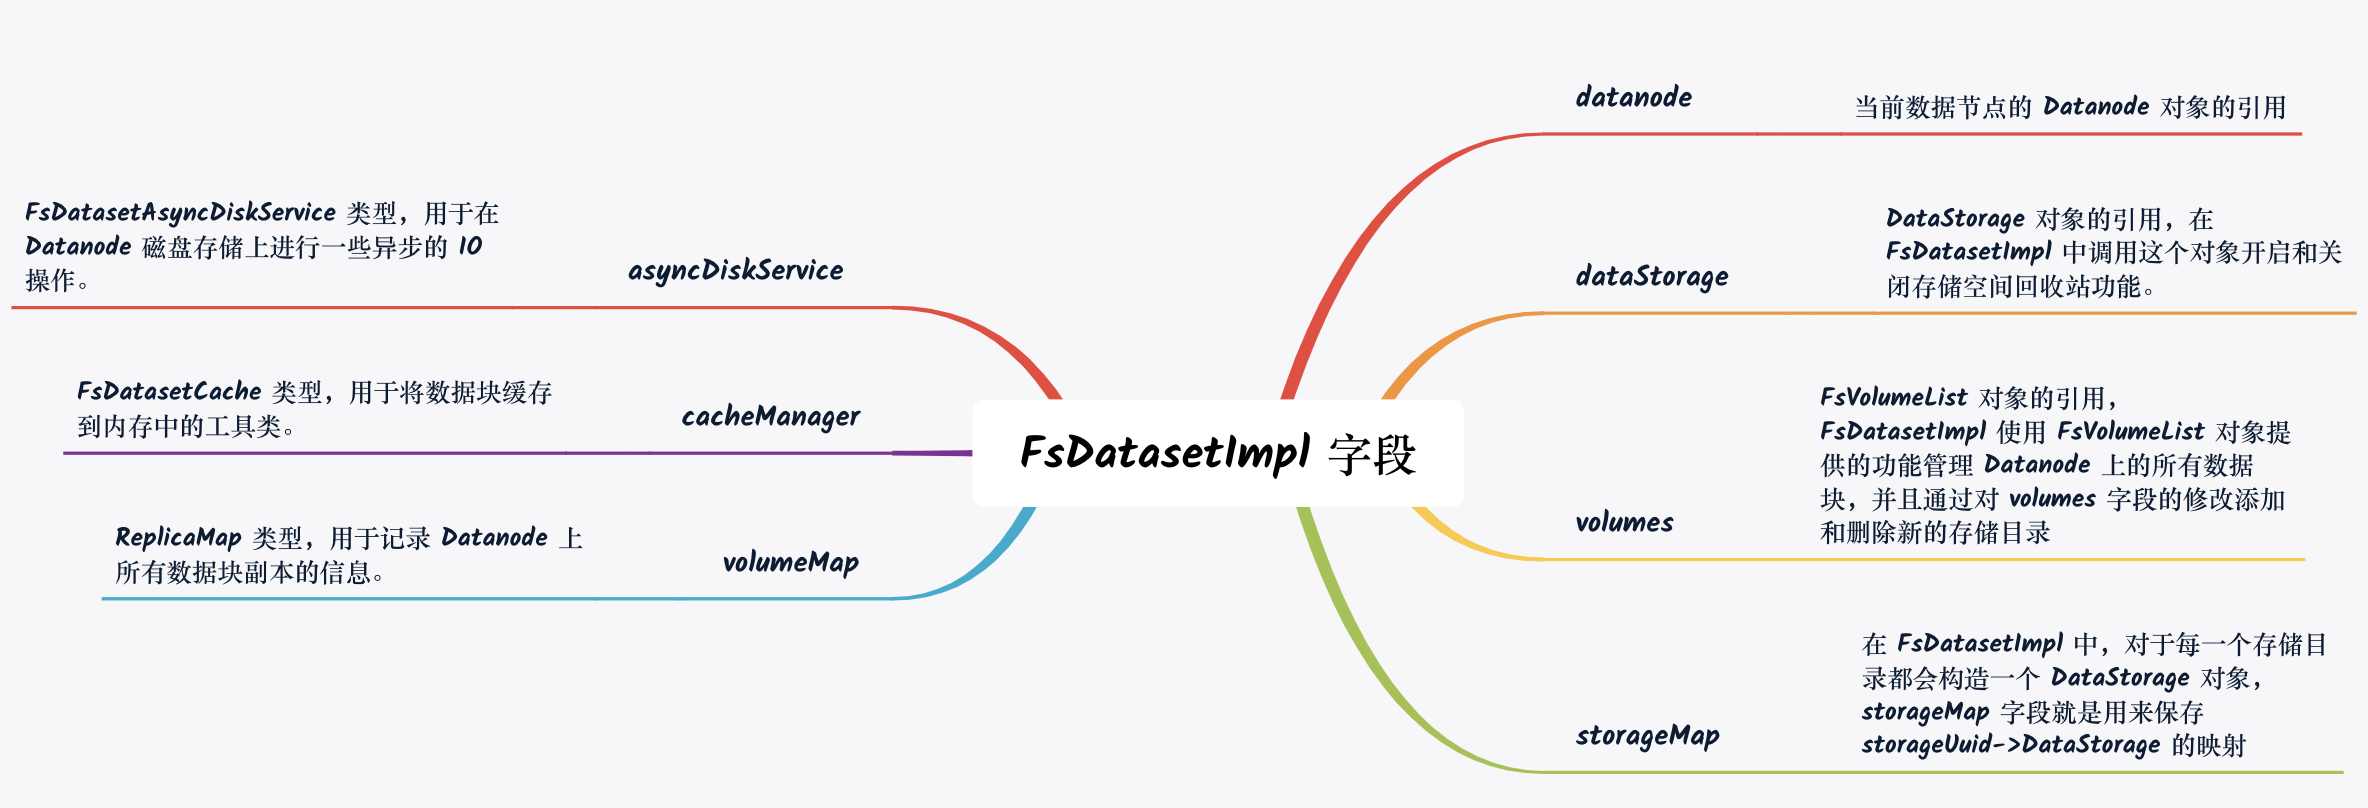 FsDatasetImpl 字段
datanode
当前数据节点的 Datanode 对象的引用
dataStorage
DataStorage 对象的引用，在
FsDatasetImpl 中调用这个对象开启和关
闭存储空间回收站功能。
volumes
FsVolumeList 对象的引用，
FsDatasetImpl 使用 FsVolumeList 对象提
供的功能管理 Datanode 上的所有数据
块，并且通过对 volumes 字段的修改添加
和删除新的存储目录
storageMap
在 FsDatasetImpl 中，对于每一个存储目
录都会构造一个 DataStorage 对象，
storageMap 字段就是用来保存
storageUuid->DataStorage 的映射
asyncDiskService
FsDatasetAsyncDiskService 类型，用于在
Datanode 磁盘存储上进行一些异步的 IO
操作。
cacheManager
FsDatasetCache 类型，用于将数据块缓存
到内存中的工具类。
volumeMap
ReplicaMap 类型，用于记录 Datanode 上
所有数据块副本的信息。